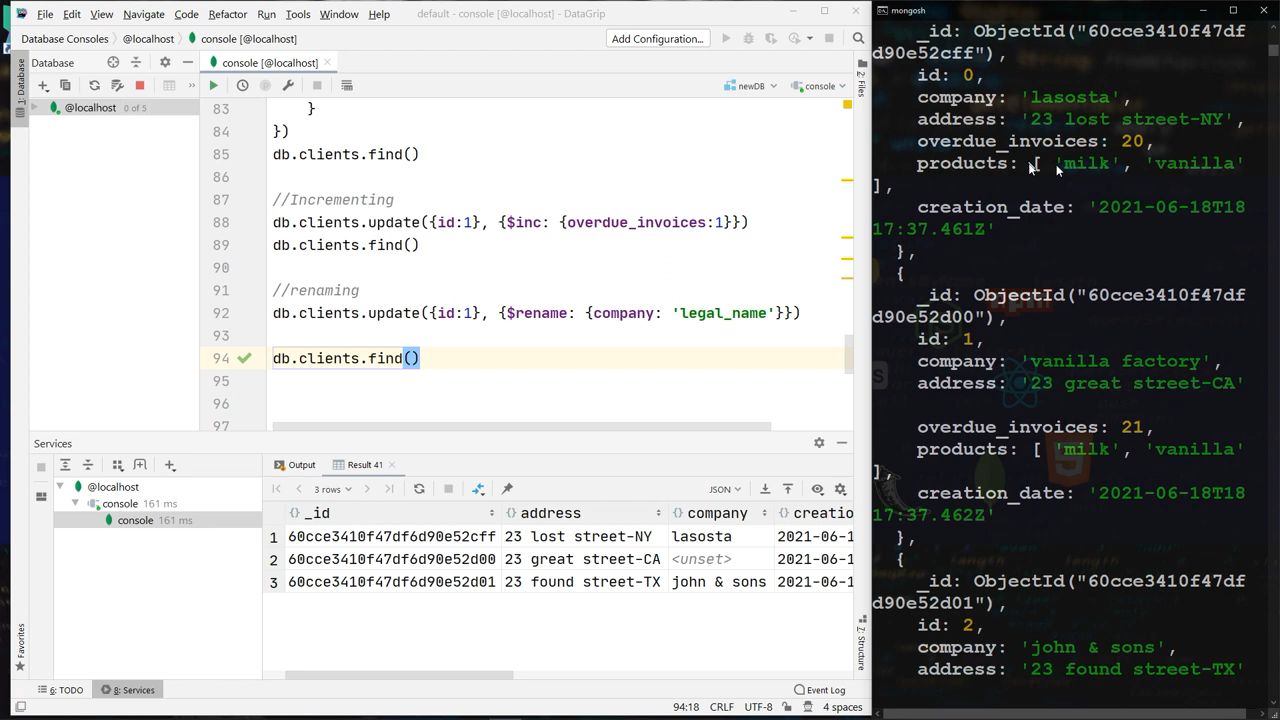 File Edit View Navigate Code Refactor Run Tools Window Help default - console [@localhost] - DataGrip
Database Consoles @localhost console [@localhost] Add Configuration...
1: Database
Database
console [@localhost]
2: Files
newDB console
@localhost 0 of 5
83 }
84 })
85 db.clients.find()
86
87 //Incrementing
88 db.clients.update({id:1}, {$inc: {overdue_invoices:1}})
89 db.clients.find()
90
91 //renaming
92 db.clients.update({id:1}, {$rename: {company: 'legal_name'}})
93
94 db.clients.find()
95
96
97
Services
Output Result 41
@localhost
console 161 ms
console 161 ms
3 rows JSON
_id address company creatio
1 60cce3410f47df6d90e52cff 23 lost street-NY lasosta 2021-06-1
2 60cce3410f47df6d90e52d00 23 great street-CA <unset> 2021-06-1
3 60cce3410f47df6d90e52d01 23 found street-TX john & sons 2021-06-1
Favorites
7: Structure
6: TODO 8: Services Event Log
94:18 CRLF UTF-8 4 spaces
mongosh
_id: ObjectId("60cce3410f47df
d90e52cff"),
id: 0,
company: 'lasosta',
address: '23 lost street-NY',
overdue_invoices: 20,
products: [ 'milk', 'vanilla'
],
creation_date: '2021-06-18T18
17:37.461Z'
},
{
_id: ObjectId("60cce3410f47df
d90e52d00"),
id: 1,
company: 'vanilla factory',
address: '23 great street-CA'
overdue_invoices: 21,
products: [ 'milk', 'vanilla'
],
creation_date: '2021-06-18T18
17:37.462Z'
},
{
_id: ObjectId("60cce3410f47df
d90e52d01"),
id: 2,
company: 'john & sons',
address: '23 found street-TX'